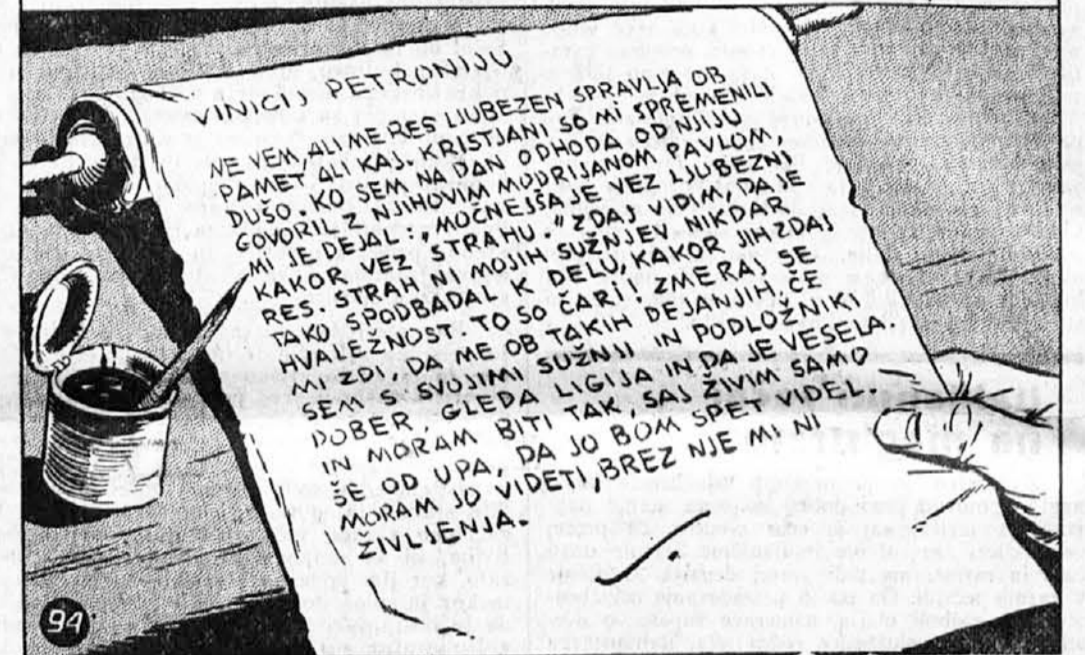 VINICIJ PETRONIJU
NE VEM, ALI ME RES LJUBEZEN SPRAVLJA OB
PAMET ALI KAJ. KRISTJANI SO MI SPREMENILI
DUŠO. KO SEM NA DAN ODHODA OD NJIJU
GOVORIL Z NJIHOVIM MODRIJANOM PAVLOM,
MI JE DEJAL: „MOČNEJŠA JE VEZ LJUBEZNI
KAKOR VEZ STRAHU." ZDAJ VIDIM, DA JE
RES. STRAH NI MOJIH SUŽNJEV NIKDAR
TAKO SPODBADAL K DELU, KAKOR JIH ZDAJ
HVALEŽNOST. TO SO ČARI! ZMERAJ SE
MI ZDI, DA ME OB TAKIH DEJANJIH, ČE
SEM S SVOJIMI SUŽNJI IN PODLOŽNIKI
DOBER, GLEDA LIGIJA IN DA JE VESELA.
IN MORAM BITI TAK, SAJ ŽIVIM SAMO
ŠE OD UPA, DA JO BOM SPET VIDEL.
MORAM JO VIDETI, BREZ NJE MI NI
ŽIVLJENJA.
94